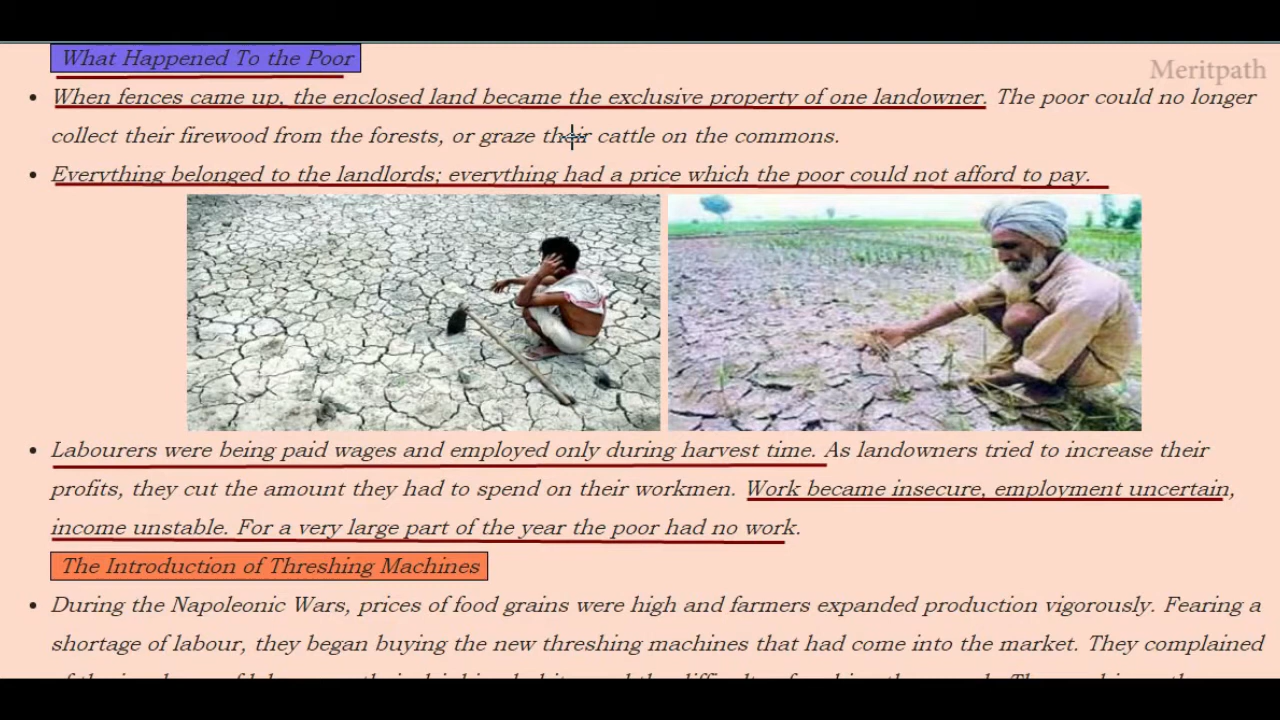 What Happened To the Poor
Meritpath
• When fences came up, the enclosed land became the exclusive property of one landowner. The poor could no longer
collect their firewood from the forests, or graze their cattle on the commons.
• Everything belonged to the landlords; everything had a price which the poor could not afford to pay.
• Labourers were being paid wages and employed only during harvest time. As landowners tried to increase their
profits, they cut the amount they had to spend on their workmen. Work became insecure, employment uncertain,
income unstable. For a very large part of the year the poor had no work.
The Introduction of Threshing Machines
• During the Napoleonic Wars, prices of food grains were high and farmers expanded production vigorously. Fearing a
shortage of labour, they began buying the new threshing machines that had come into the market. They complained